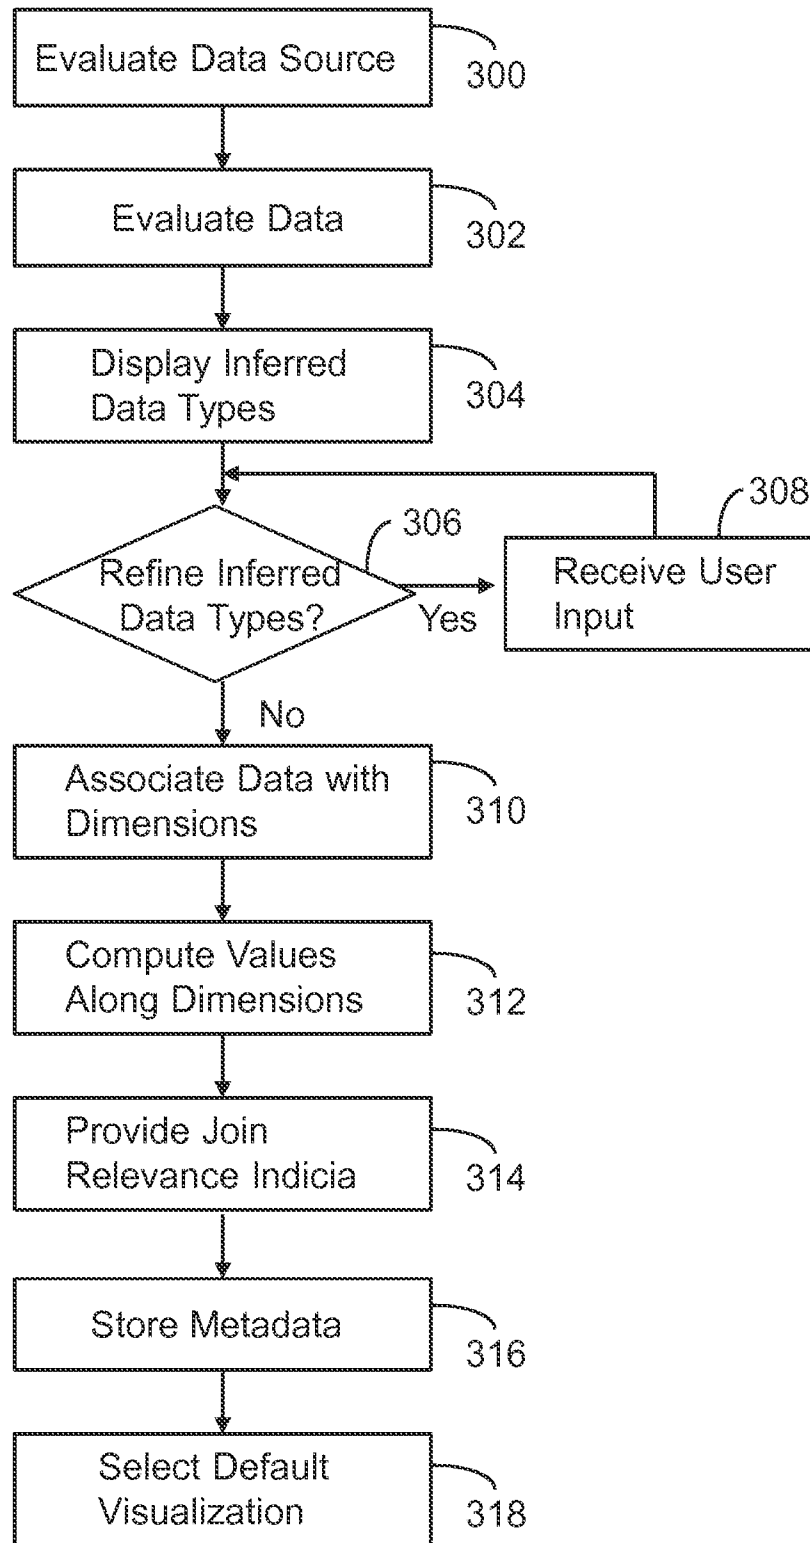 Evaluate Data Source
300
Evaluate Data
302
Display Inferred
Data Types
304
306
Refine Inferred
Data Types?
Yes
308
Receive User
Input
No
Associate Data with
Dimensions
310
Compute Values
Along Dimensions
312
Provide Join
Relevance Indicia
314
Store Metadata
316
Select Default
Visualization
318